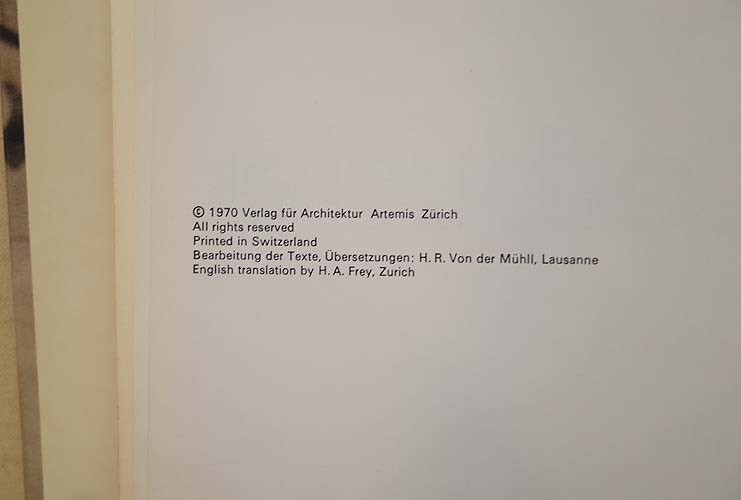 © 1970 Verlag für Architektur Artemis Zürich
All rights reserved
Printed in Switzerland
Bearbeitung der Texte, Übersetzungen: H. R. Von der Mühll, Lausanne
English translation by H. A. Frey, Zurich